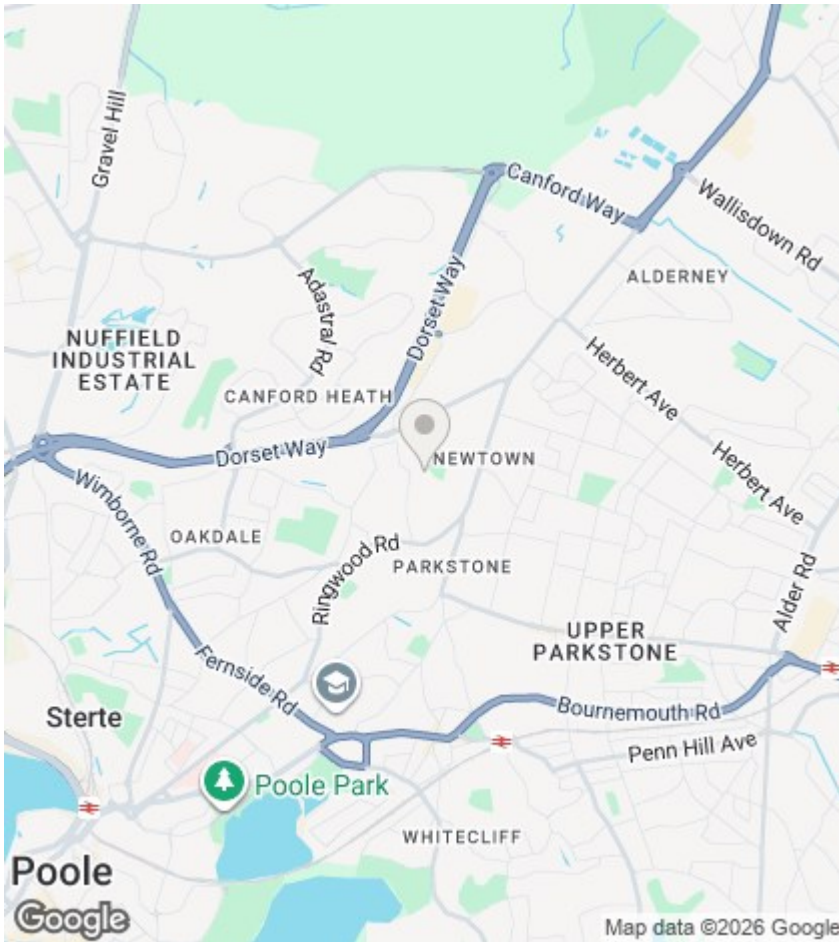 Gravel Hill
Canford Way
Wallisdown Rd
ALDERNEY
Adastral Rd
Dorset Way
NUFFIELD
INDUSTRIAL
ESTATE
Herbert Ave
CANFORD HEATH
Dorset Way
NEWTOWN
Herbert Ave
Wimborne Rd
OAKDALE
Ringwood Rd
PARKSTONE
Alder Rd
UPPER
PARKSTONE
Fernside Rd
Sterte
Bournemouth Rd
Penn Hill Ave
Poole Park
WHITECLIFF
Poole
Google
Map data ©2026 Google